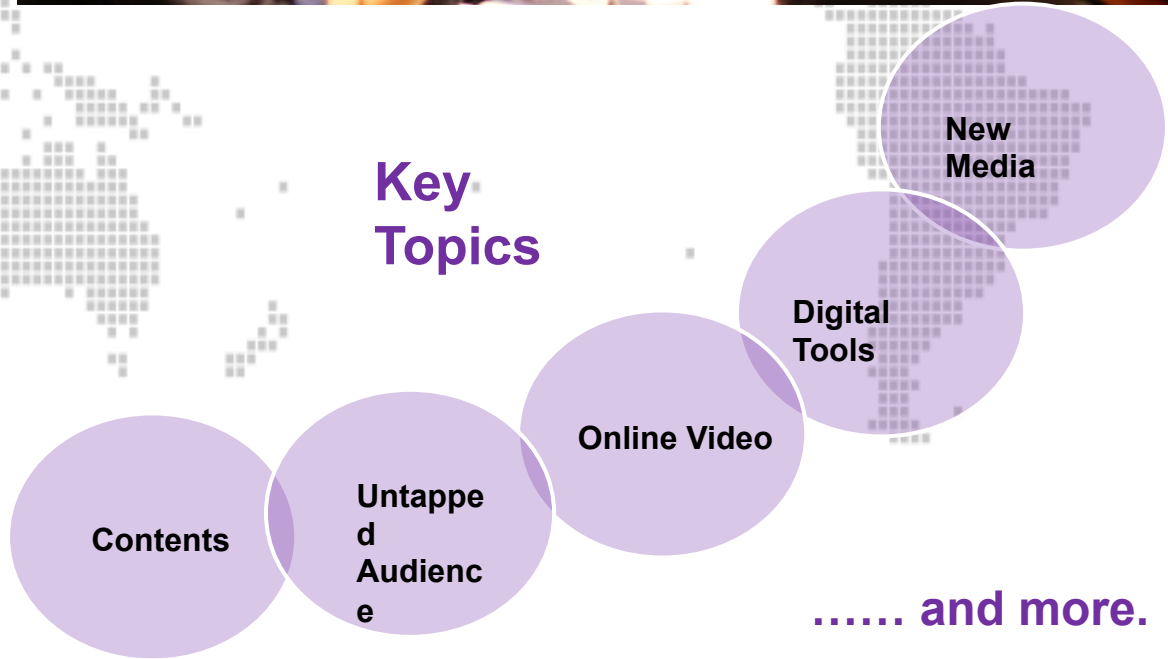 Key
Topics
New
Media
Digital
Tools
Online Video
Untappe
d
Audienc
e
Contents
...... and more.